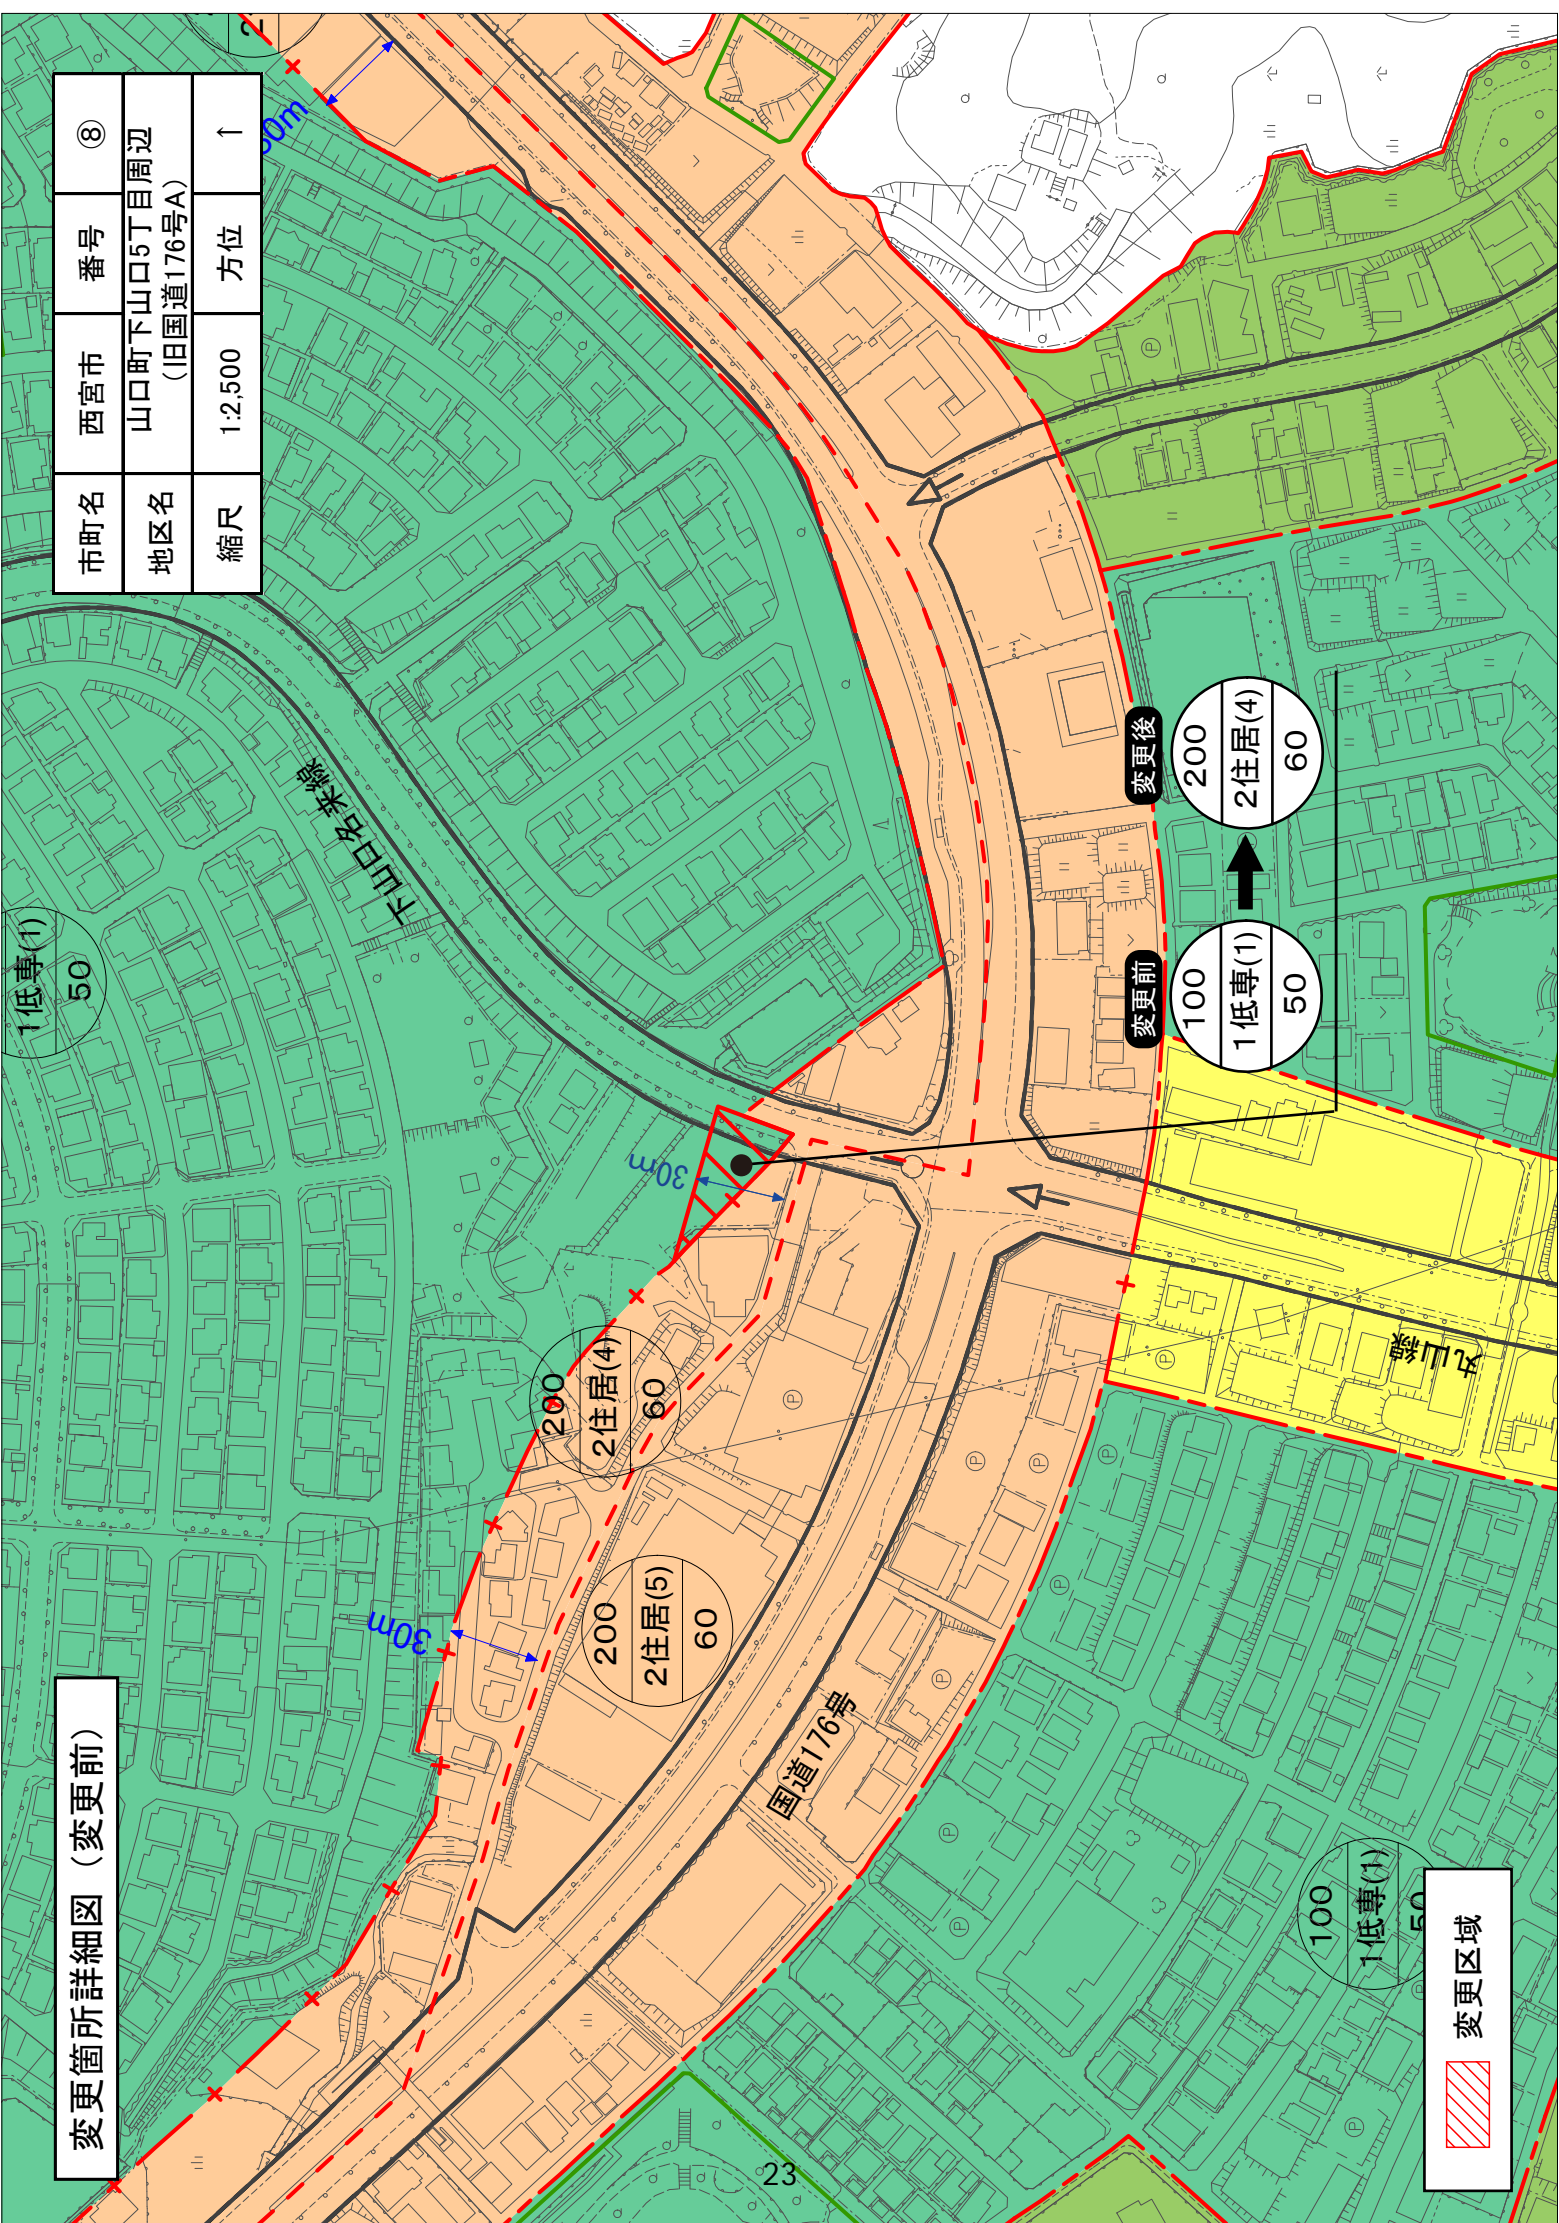 変更箇所詳細図（変更前）
市町名 西宮市 番号 ⑧
地区名 山口町下山口5丁目周辺
（旧国道176号A）
縮尺 1:2,500 方位 ↑
1低専(1)
50
下山口名来線
30m
30m
200
2住居(4)
60
200
2住居(5)
60
国道176号
変更前
100
1低専(1)
50
変更後
200
2住居(4)
60
丸山線
100
1低専(1)
50
変更区域
23